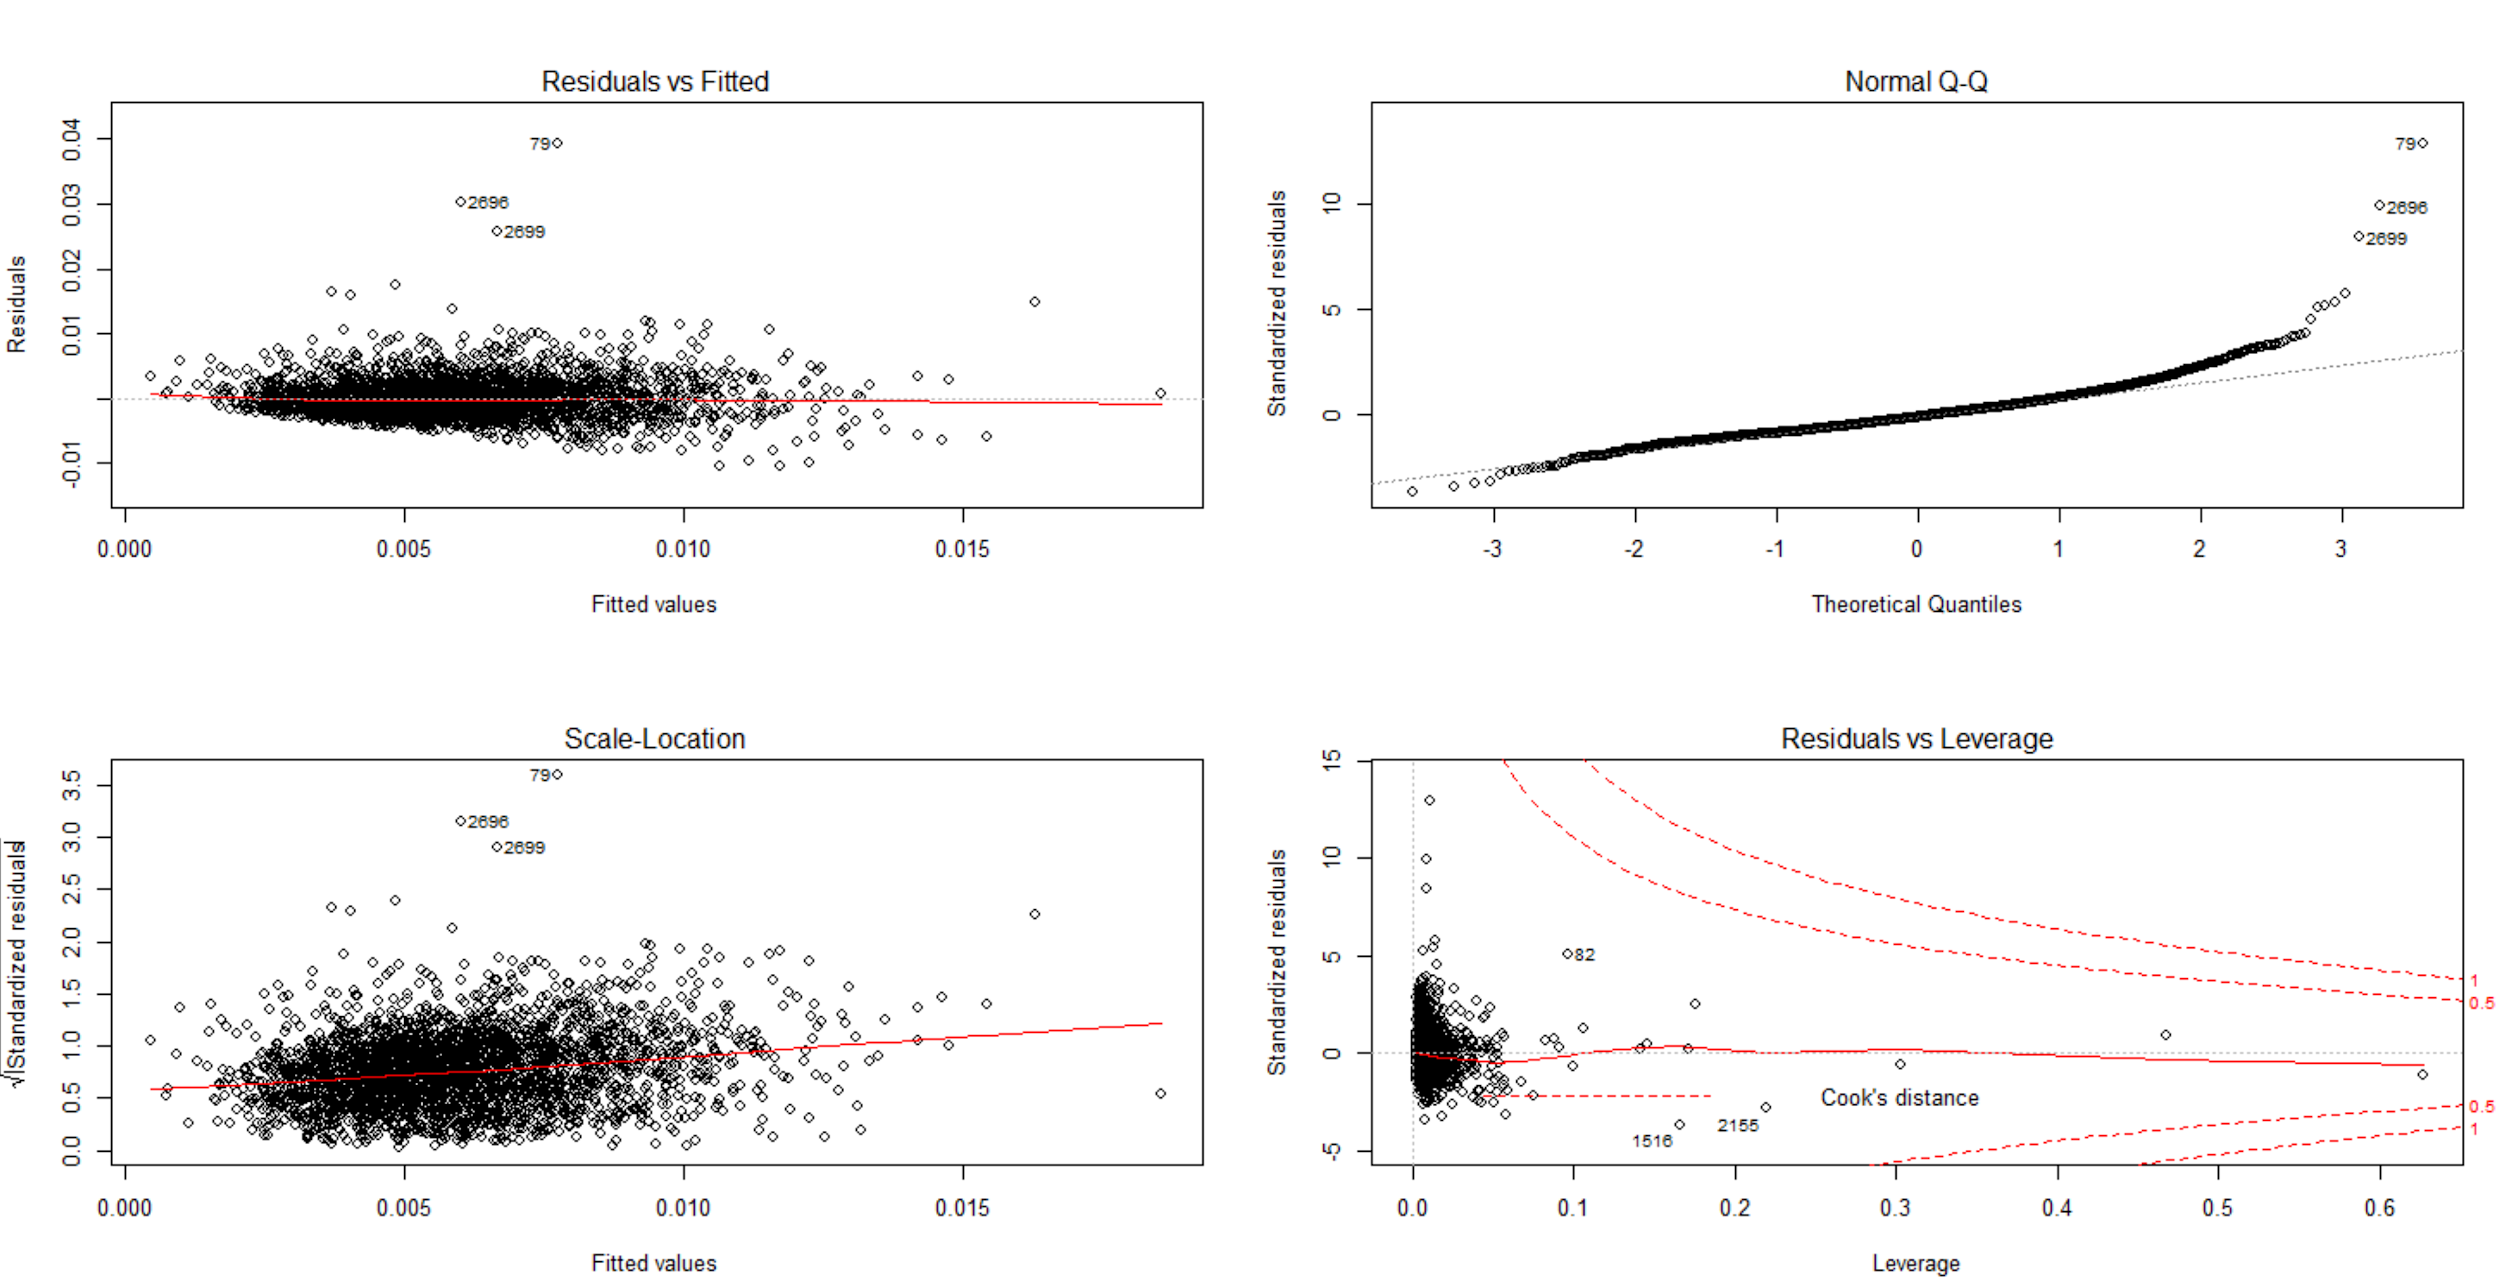 Residuals vs Fitted
Residuals
-0.01 0.01 0.02 0.03 0.04
79
2696
2699
0.000 0.005 0.010 0.015
Fitted values
Normal Q-Q
Standardized residuals
0 5 10
79
2696
2699
-3 -2 -1 0 1 2 3
Theoretical Quantiles
Scale-Location
√|Standardized residuals|
0.0 0.5 1.0 1.5 2.0 2.5 3.0 3.5
79
2696
2699
0.000 0.005 0.010 0.015
Fitted values
Residuals vs Leverage
Standardized residuals
-5 0 5 10 15
82
1
0.5
Cook's distance
0.5
1
1516
2155
0.0 0.1 0.2 0.3 0.4 0.5 0.6
Leverage